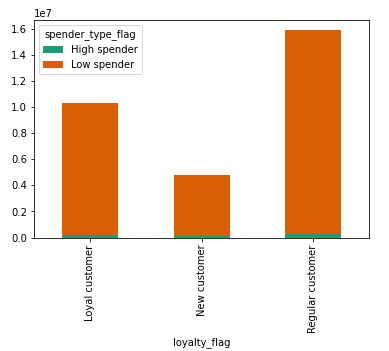 1e7
1.6
1.4
1.2
1.0
0.8
0.6
0.4
0.2
0.0
spender_type_flag
High spender
Low spender
Loyal customer
New customer
Regular customer
loyalty_flag